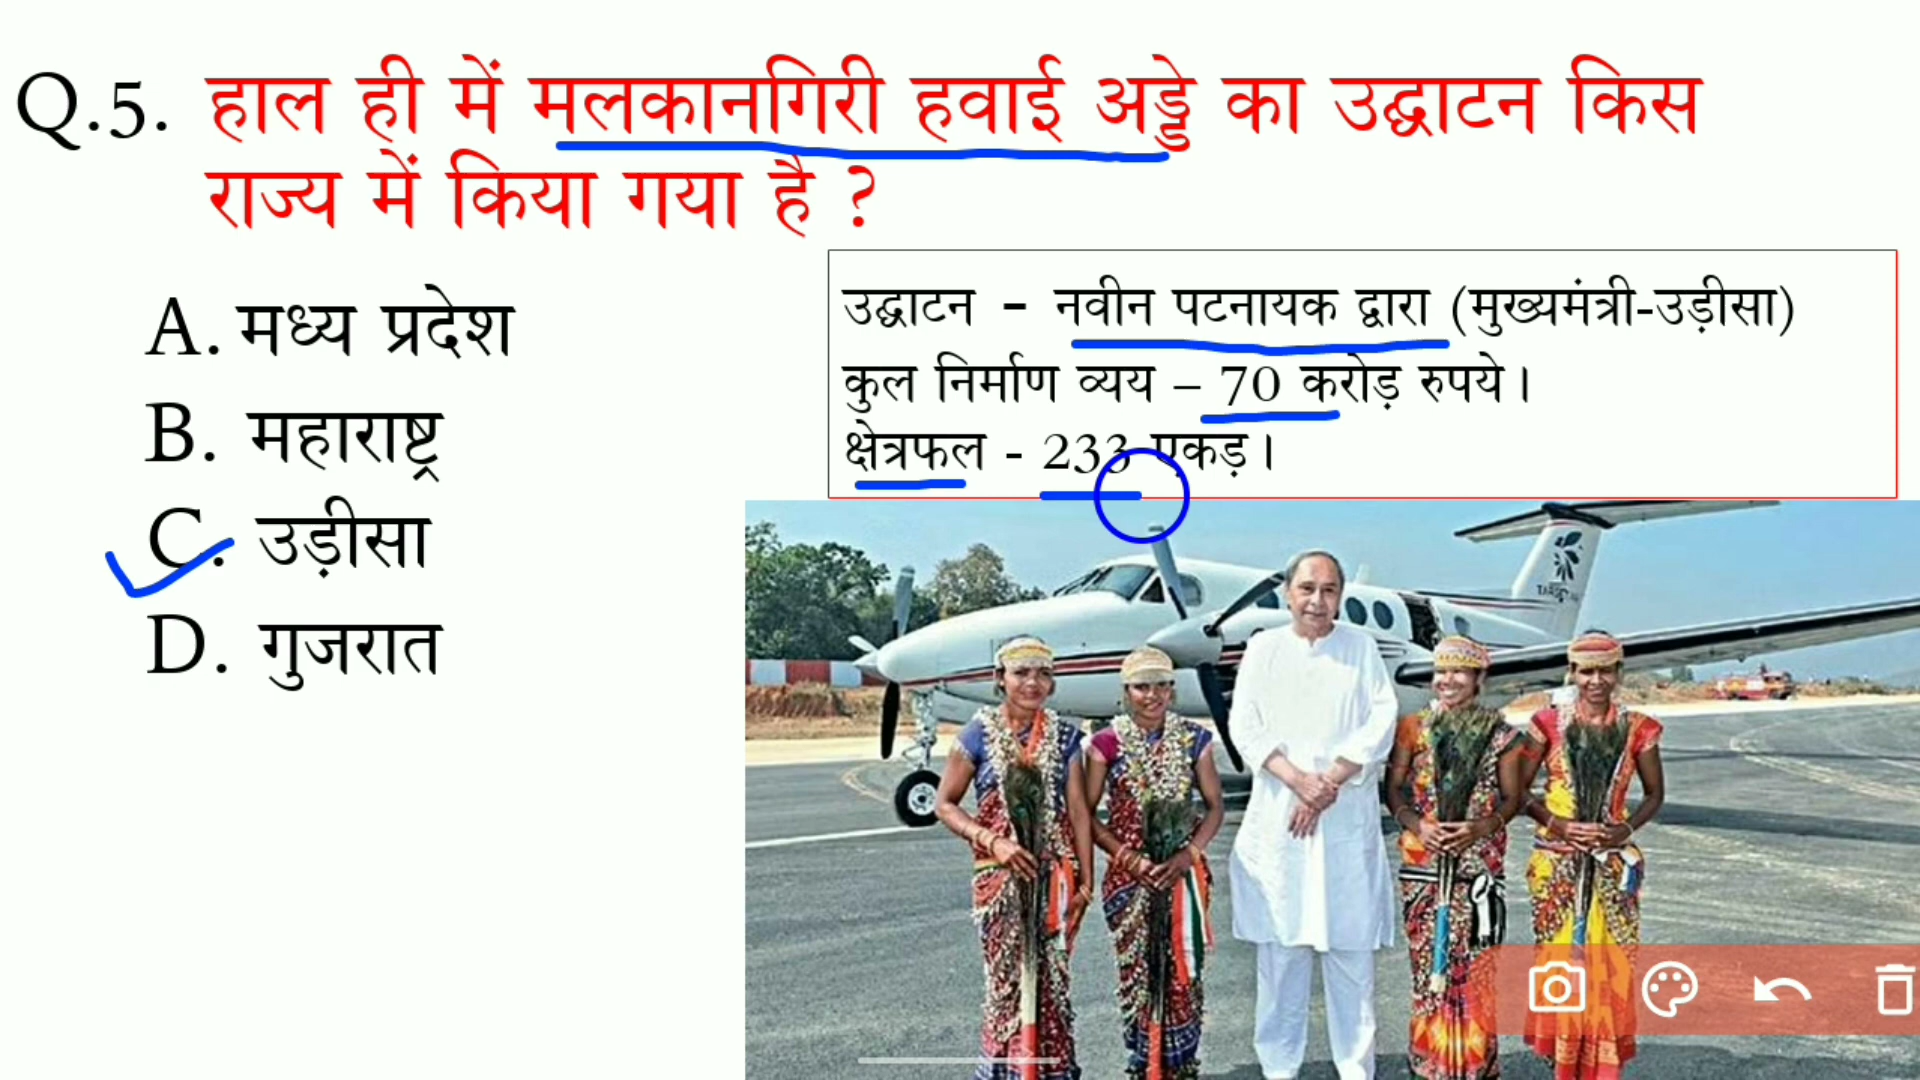 Q.5. हाल ही में मलकानगिरी हवाई अड्डे का उद्घाटन किस
राज्य में किया गया है ?
A. मध्य प्रदेश
B. महाराष्ट्र
C. उड़ीसा
D. गुजरात
उद्घाटन - नवीन पटनायक द्वारा (मुख्यमंत्री-उड़ीसा)
कुल निर्माण व्यय – 70 करोड़ रुपये।
क्षेत्रफल - 233 एकड़।